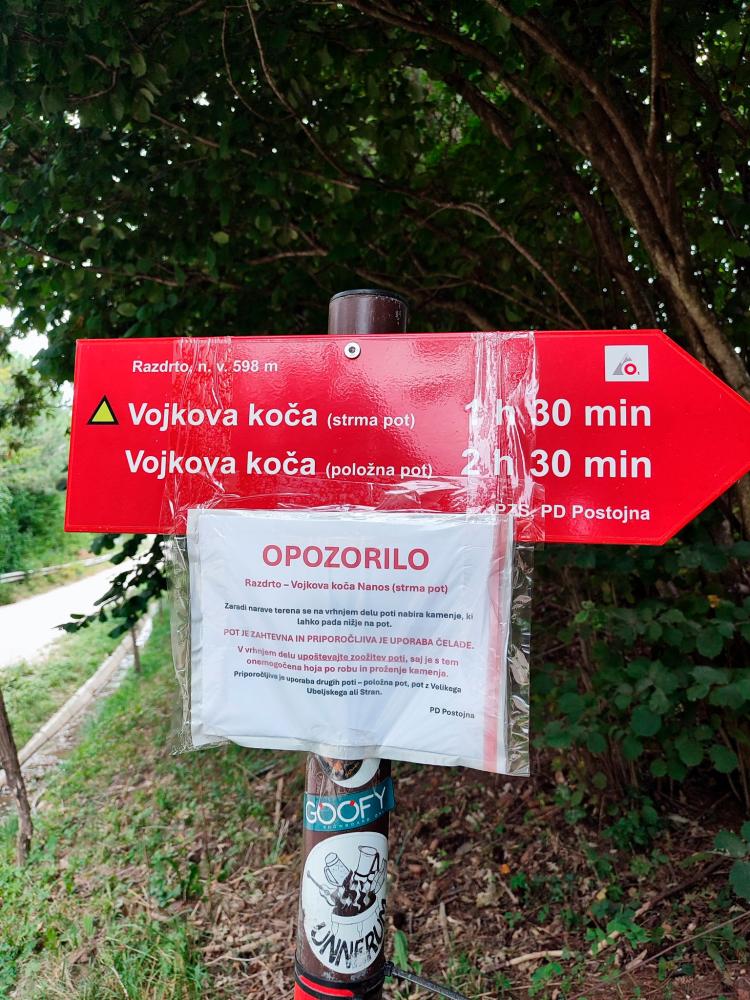 Razdrto, n. v. 598 m
Vojkova koča (strma pot) 1 h 30 min
Vojkova koča (položna pot) 2 h 30 min
PZS, PD Postojna
OPOZORILO
Razdrto – Vojkova koča Nanos (strma pot)
Zaradi narave terena se na vrhnjem delu poti nabira kamenje, ki
lahko pada nižje na pot.
POT JE ZAHTEVNA IN PRIPOROČLJIVA JE UPORABA ČELADE.
V vrhnjem delu upoštevajte zoožitev poti, saj je s tem
onemogočena hoja po robu in proženje kamenja.
Priporočljiva je uporaba drugih poti – položna pot, pot z Velikega
Ubeljskega ali Stran.
PD Postojna
GOOFY